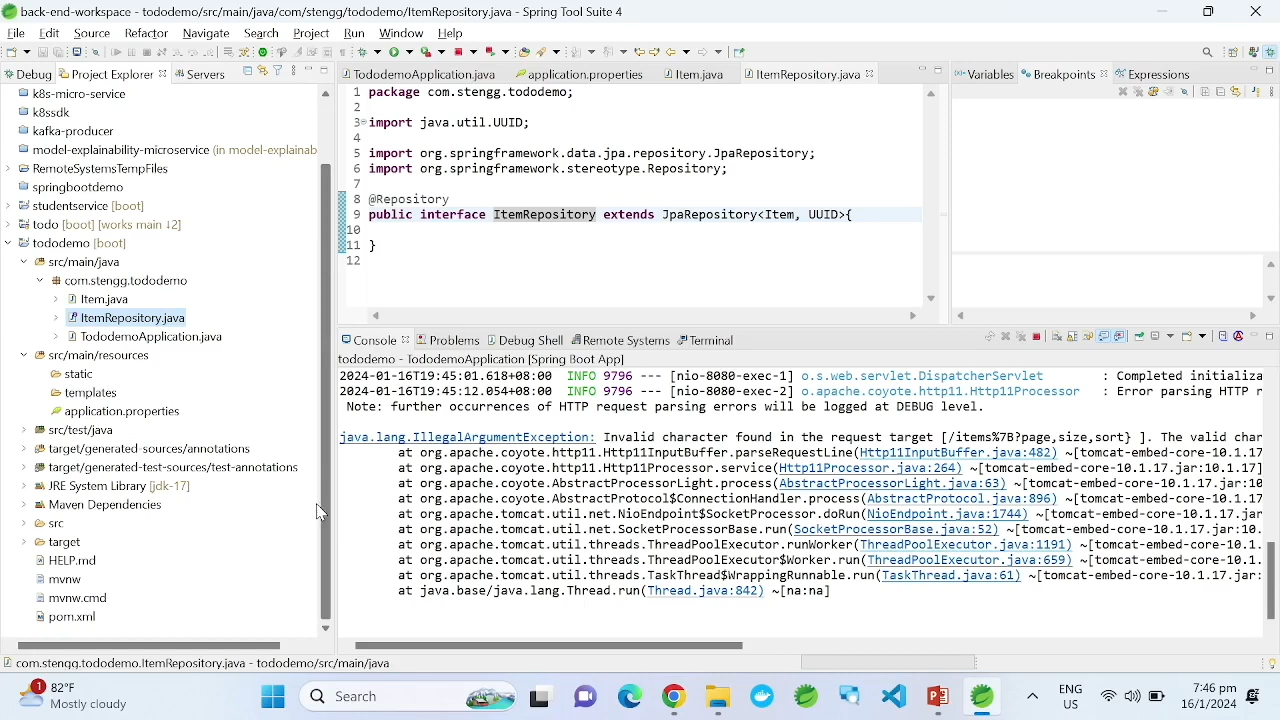 back-end-workspace - tododemo/src/main/java/com/stengg/tododemo/ItemRepository.java - Spring Tool Suite 4
File Edit Source Refactor Navigate Search Project Run Window Help
Debug Project Explorer Servers
k8s-micro-service
k8ssdk
kafka-producer
model-explainability-microservice (in model-explainab
RemoteSystemsTempFiles
springbootdemo
studentservice [boot]
todo [boot] [works main ↓2]
tododemo [boot]
src/main/java
com.stengg.tododemo
Item.java
ItemRepository.java
TododemoApplication.java
src/main/resources
static
templates
application.properties
src/test/java
target/generated-sources/annotations
target/generated-test-sources/test-annotations
JRE System Library [jdk-17]
Maven Dependencies
src
target
HELP.md
mvnw
mvnw.cmd
pom.xml
TododemoApplication.java application.properties Item.java ItemRepository.java
1 package com.stengg.tododemo;
2
3 import java.util.UUID;
4
5 import org.springframework.data.jpa.repository.JpaRepository;
6 import org.springframework.stereotype.Repository;
7
8 @Repository
9 public interface ItemRepository extends JpaRepository<Item, UUID>{
10
11 }
12
Variables Breakpoints Expressions
Console Problems Debug Shell Remote Systems Terminal
tododemo - TododemoApplication [Spring Boot App]
2024-01-16T19:45:01.618+08:00 INFO 9796 --- [nio-8080-exec-1] o.s.web.servlet.DispatcherServlet : Completed initializa
2024-01-16T19:45:12.054+08:00 INFO 9796 --- [nio-8080-exec-2] o.apache.coyote.http11.Http11Processor : Error parsing HTTP r
Note: further occurrences of HTTP request parsing errors will be logged at DEBUG level.
java.lang.IllegalArgumentException: Invalid character found in the request target [/items%7B?page,size,sort} ]. The valid char
at org.apache.coyote.http11.Http11InputBuffer.parseRequestLine(Http11InputBuffer.java:482) ~[tomcat-embed-core-10.1.17
at org.apache.coyote.http11.Http11Processor.service(Http11Processor.java:264) ~[tomcat-embed-core-10.1.17.jar:10.1.17]
at org.apache.coyote.AbstractProcessorLight.process(AbstractProcessorLight.java:63) ~[tomcat-embed-core-10.1.17.jar:10
at org.apache.coyote.AbstractProtocol$ConnectionHandler.process(AbstractProtocol.java:896) ~[tomcat-embed-core-10.1.17
at org.apache.tomcat.util.net.NioEndpoint$SocketProcessor.doRun(NioEndpoint.java:1744) ~[tomcat-embed-core-10.1.17.jar
at org.apache.tomcat.util.net.SocketProcessorBase.run(SocketProcessorBase.java:52) ~[tomcat-embed-core-10.1.17.jar:10.
at org.apache.tomcat.util.threads.ThreadPoolExecutor.runWorker(ThreadPoolExecutor.java:1191) ~[tomcat-embed-core-10.1.
at org.apache.tomcat.util.threads.ThreadPoolExecutor$Worker.run(ThreadPoolExecutor.java:659) ~[tomcat-embed-core-10.1.
at org.apache.tomcat.util.threads.TaskThread$WrappingRunnable.run(TaskThread.java:61) ~[tomcat-embed-core-10.1.17.jar:
at java.base/java.lang.Thread.run(Thread.java:842) ~[na:na]
com.stengg.tododemo.ItemRepository.java - tododemo/src/main/java
1
82°F
Mostly cloudy
Search
ENG
US
7:46 pm
16/1/2024